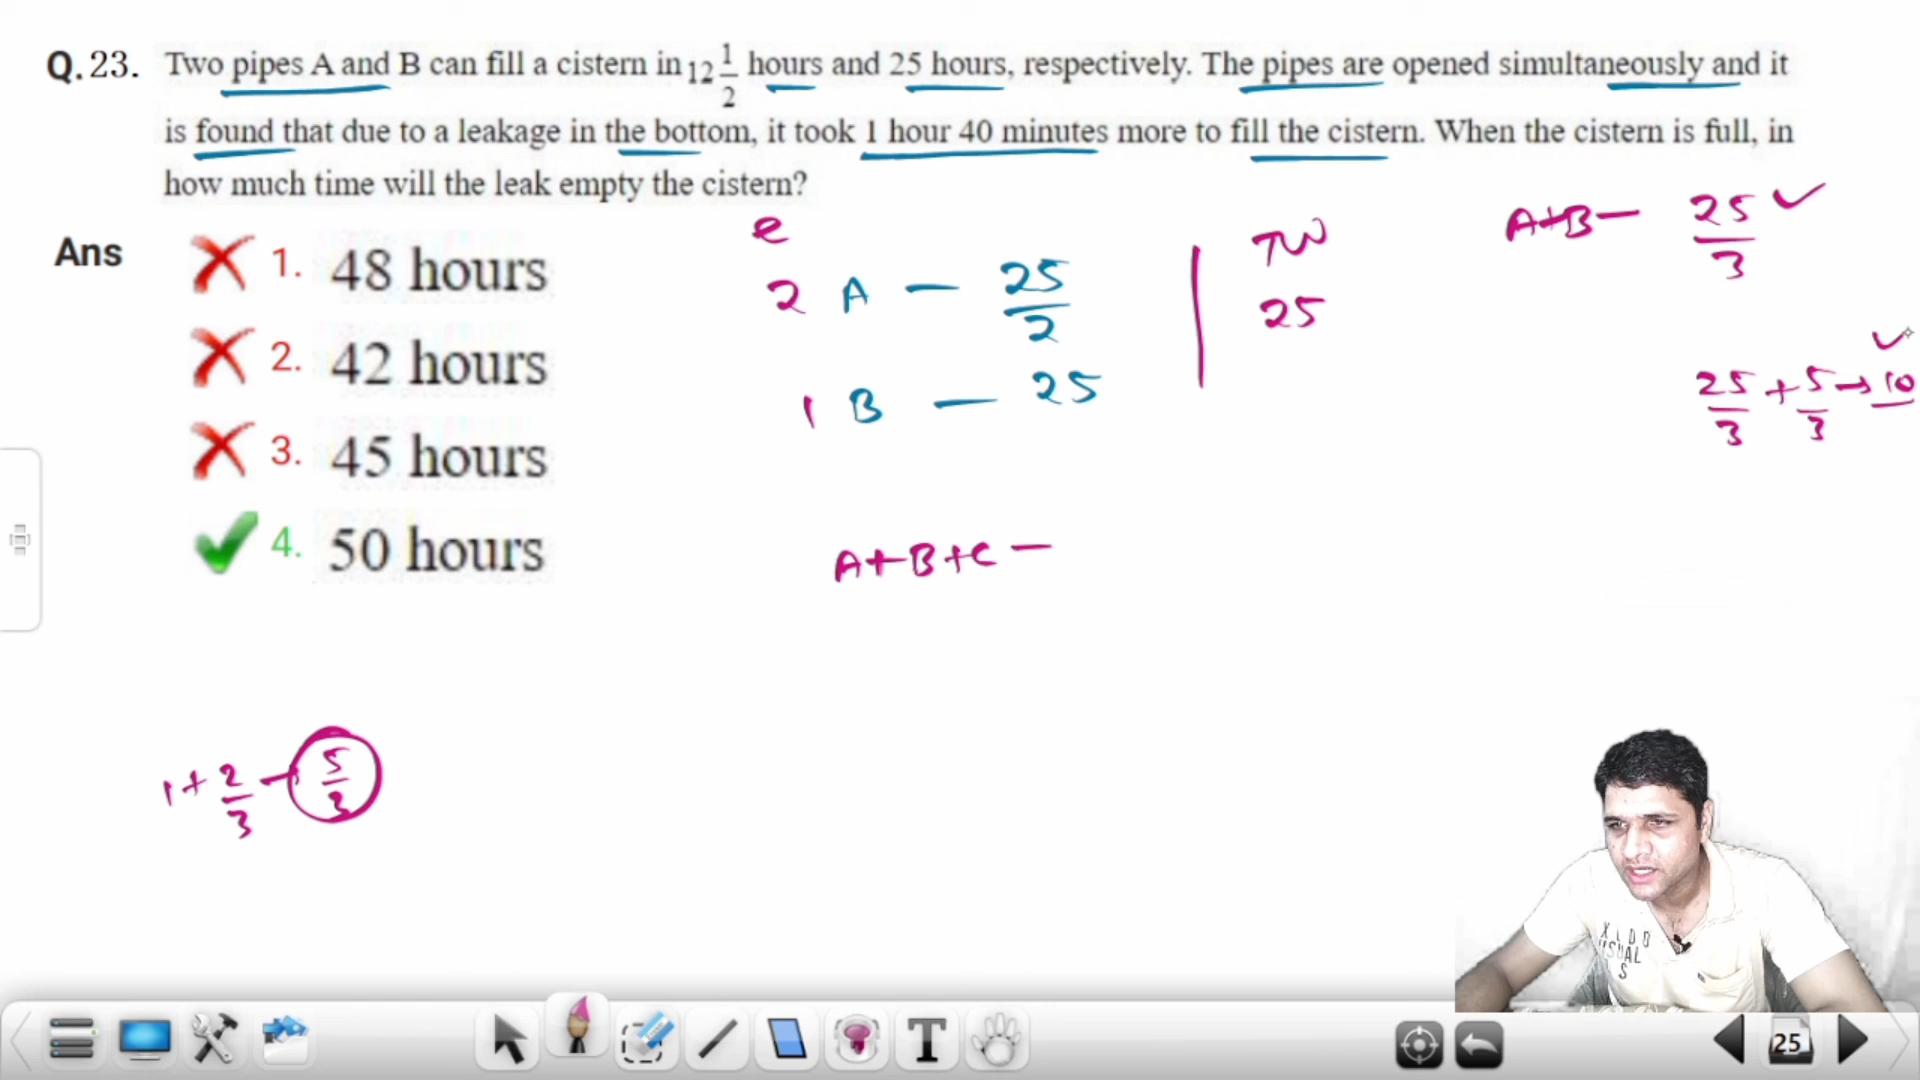 Q.23. Two pipes A and B can fill a cistern in 12 1/2 hours and 25 hours, respectively. The pipes are opened simultaneously and it
is found that due to a leakage in the bottom, it took 1 hour 40 minutes more to fill the cistern. When the cistern is full, in
how much time will the leak empty the cistern?
Ans
1. 48 hours
2. 42 hours
3. 45 hours
4. 50 hours
e
2 A — 25/2
1 B — 25
TW
25
A+B — 25/3
25/3 + 5/3 → 10
A+B+C —
1 + 2/3 → 5/3
XLDB
VISUAL
S
T
25